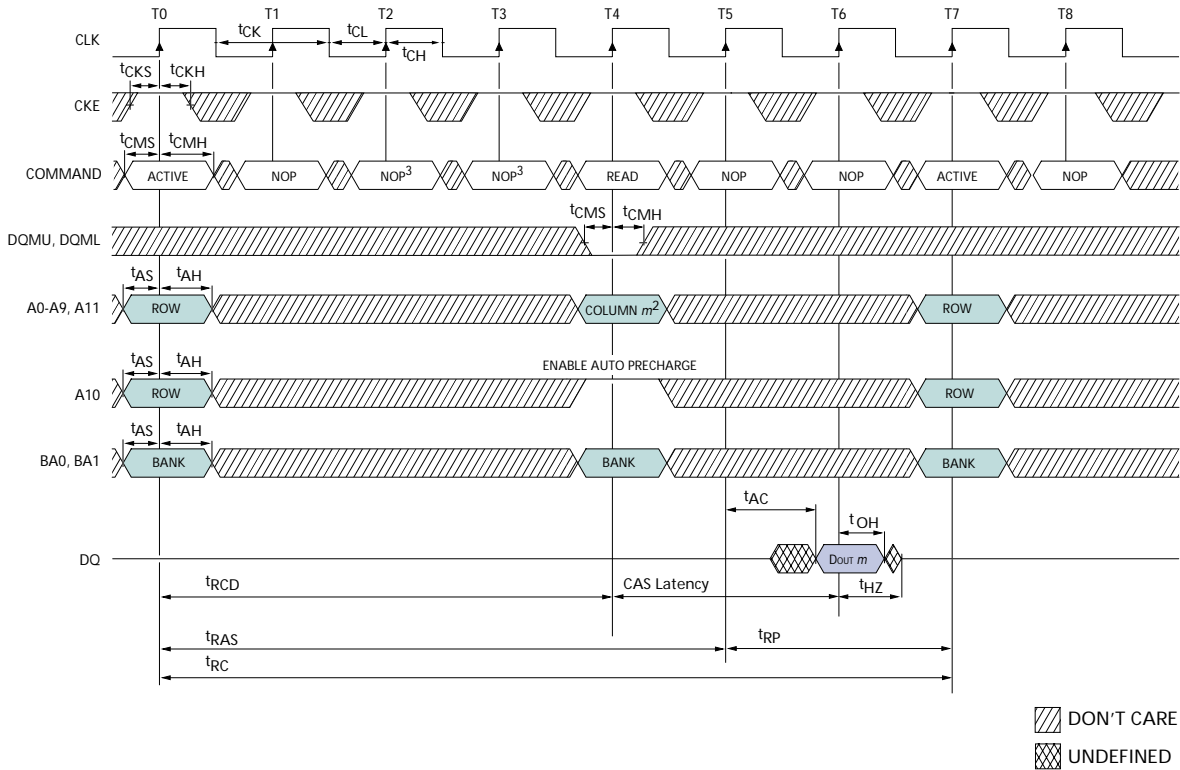 T0 T1 T2 T3 T4 T5 T6 T7 T8
CLK
tCK tCL tCH
tCKS tCKH
CKE
tCMS tCMH
COMMAND ACTIVE NOP NOP3 NOP3 READ NOP NOP ACTIVE NOP
tCMS tCMH
DQMU, DQML
tAS tAH
A0-A9, A11 ROW COLUMN m2 ROW
tAS tAH ENABLE AUTO PRECHARGE
A10 ROW ROW
tAS tAH
BA0, BA1 BANK BANK BANK
tAC tOH
DQ DOUT m
tRCD CAS Latency tHZ
tRAS tRP
tRC
DON'T CARE
UNDEFINED